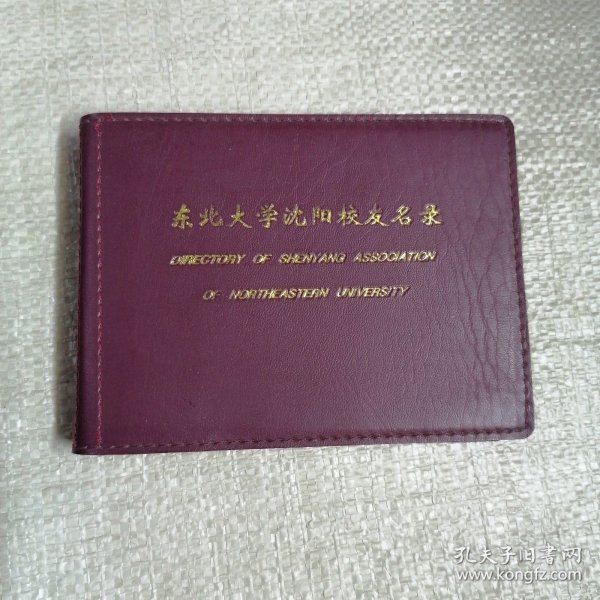 东北大学沈阳校友名录
DIRECTORY OF SHENYANG ASSOCIATION
OF NORTHEASTERN UNIVERSITY
孔夫子旧书网
www.kongfz.com